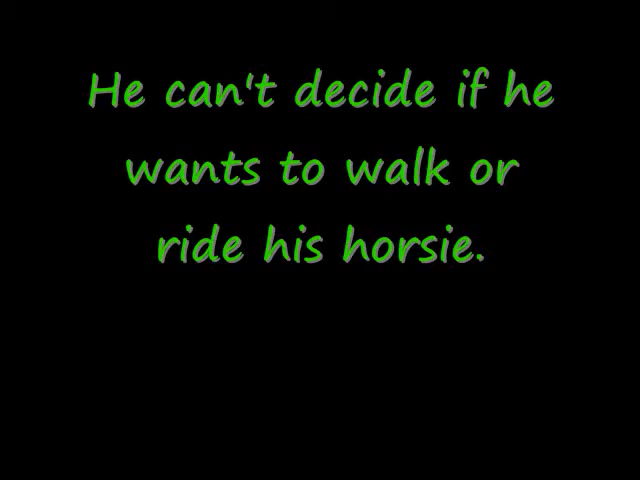 He can't decide if he
wants to walk or
ride his horsie.